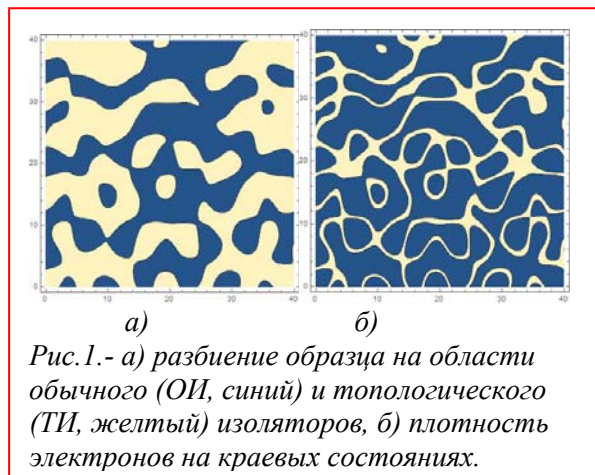 40
30
20
10
0
0 10 20 30 40
40
30
20
10
0
0 10 20 30 40
а) б)
Рис.1.- а) разбиение образца на области
обычного (ОИ, синий) и топологического
(ТИ, желтый) изоляторов, б) плотность
электронов на краевых состояниях.